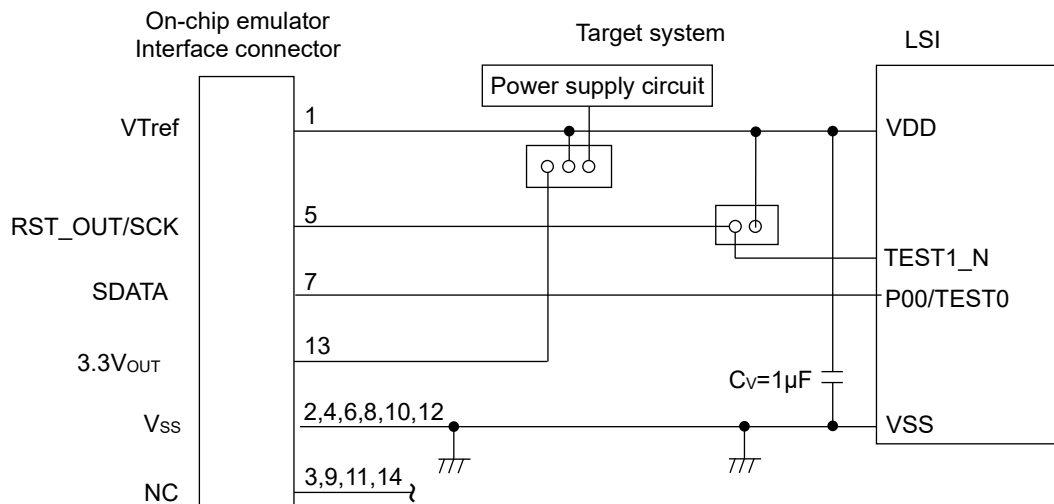 On-chip emulator
Interface connector
Target system
LSI
Power supply circuit
VTref
1
VDD
RST_OUT/SCK
5
TEST1_N
SDATA
7
P00/TEST0
3.3VOUT
13
CV=1μF
VSS
2,4,6,8,10,12
VSS
NC
3,9,11,14